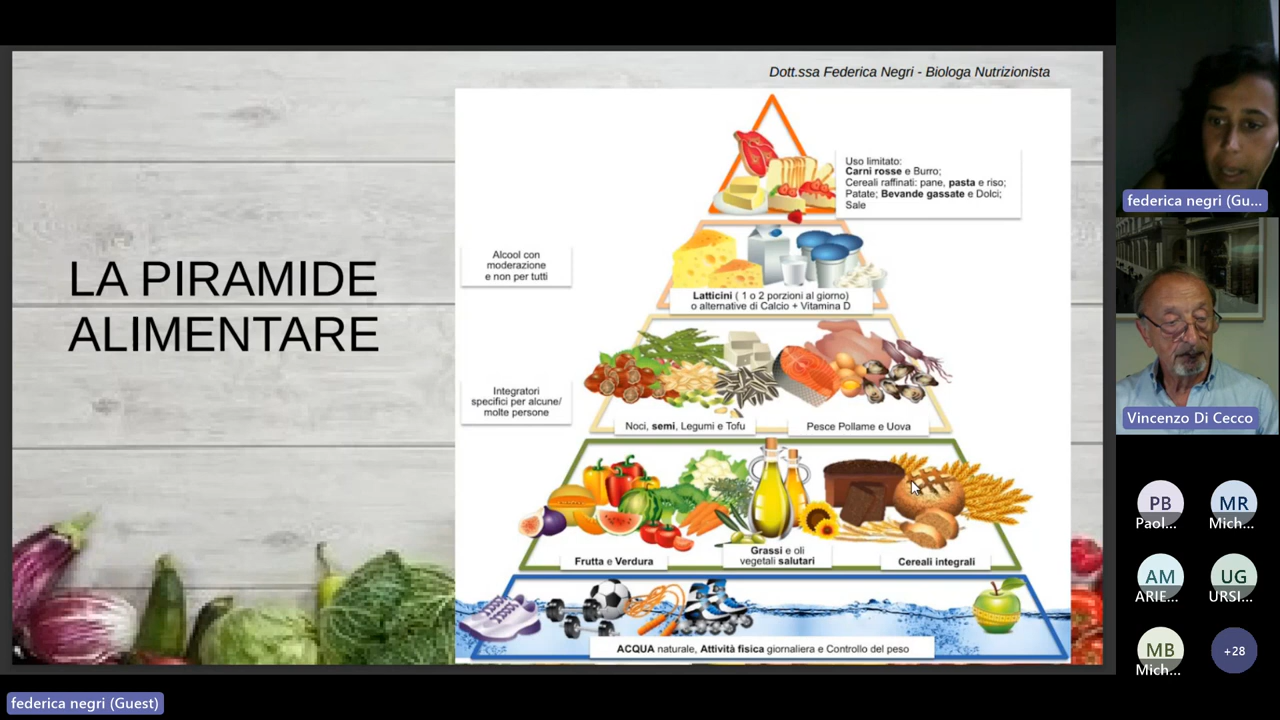 Dott.ssa Federica Negri - Biologa Nutrizionista
LA PIRAMIDE
ALIMENTARE
Uso limitato:
Carni rosse e Burro;
Cereali raffinati: pane, pasta e riso;
Patate; Bevande gassate e Dolci;
Sale
Alcool con
moderazione
e non per tutti
Latticini ( 1 o 2 porzioni al giorno)
o alternative di Calcio + Vitamina D
Integratori
specifici per alcune/
molte persone
Noci, semi, Legumi e Tofu
Pesce Pollame e Uova
Frutta e Verdura
Grassi e oli
vegetali salutari
Cereali integrali
ACQUA naturale, Attività fisica giornaliera e Controllo del peso
federica negri (Gu...
Vincenzo Di Cecco
PB
Paol...
MR
Mich...
AM
ARIE...
UG
URSI...
MB
Mich...
+28
federica negri (Guest)